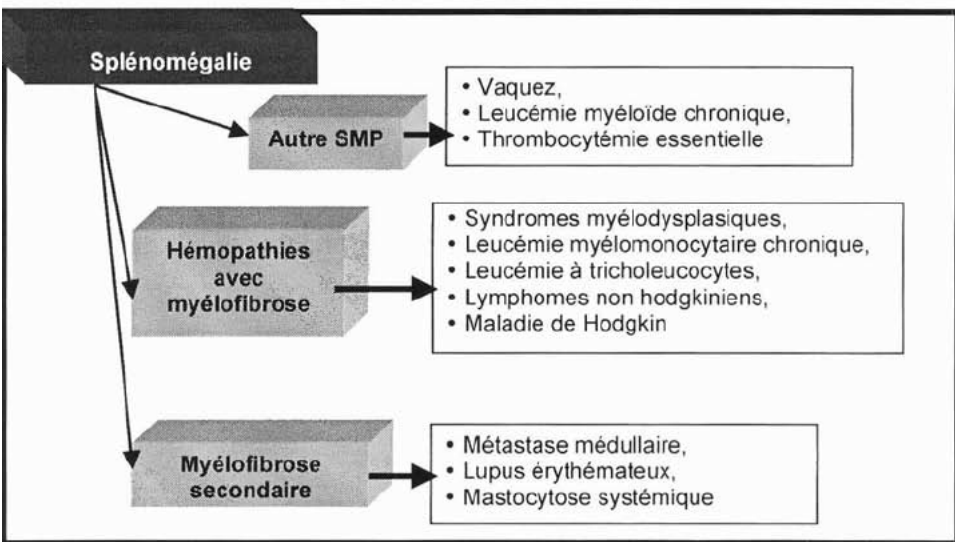 Splénomégalie
Autre SMP
• Vaquez,
• Leucémie myéloïde chronique,
• Thrombocytémie essentielle
Hémopathies
avec
myélofibrose
• Syndromes myélodysplasiques,
• Leucémie myélomonocytaire chronique,
• Leucémie à tricholeucocytes,
• Lymphomes non hodgkiniens,
• Maladie de Hodgkin
Myélofibrose
secondaire
• Métastase médullaire,
• Lupus érythémateux,
• Mastocytose systémique